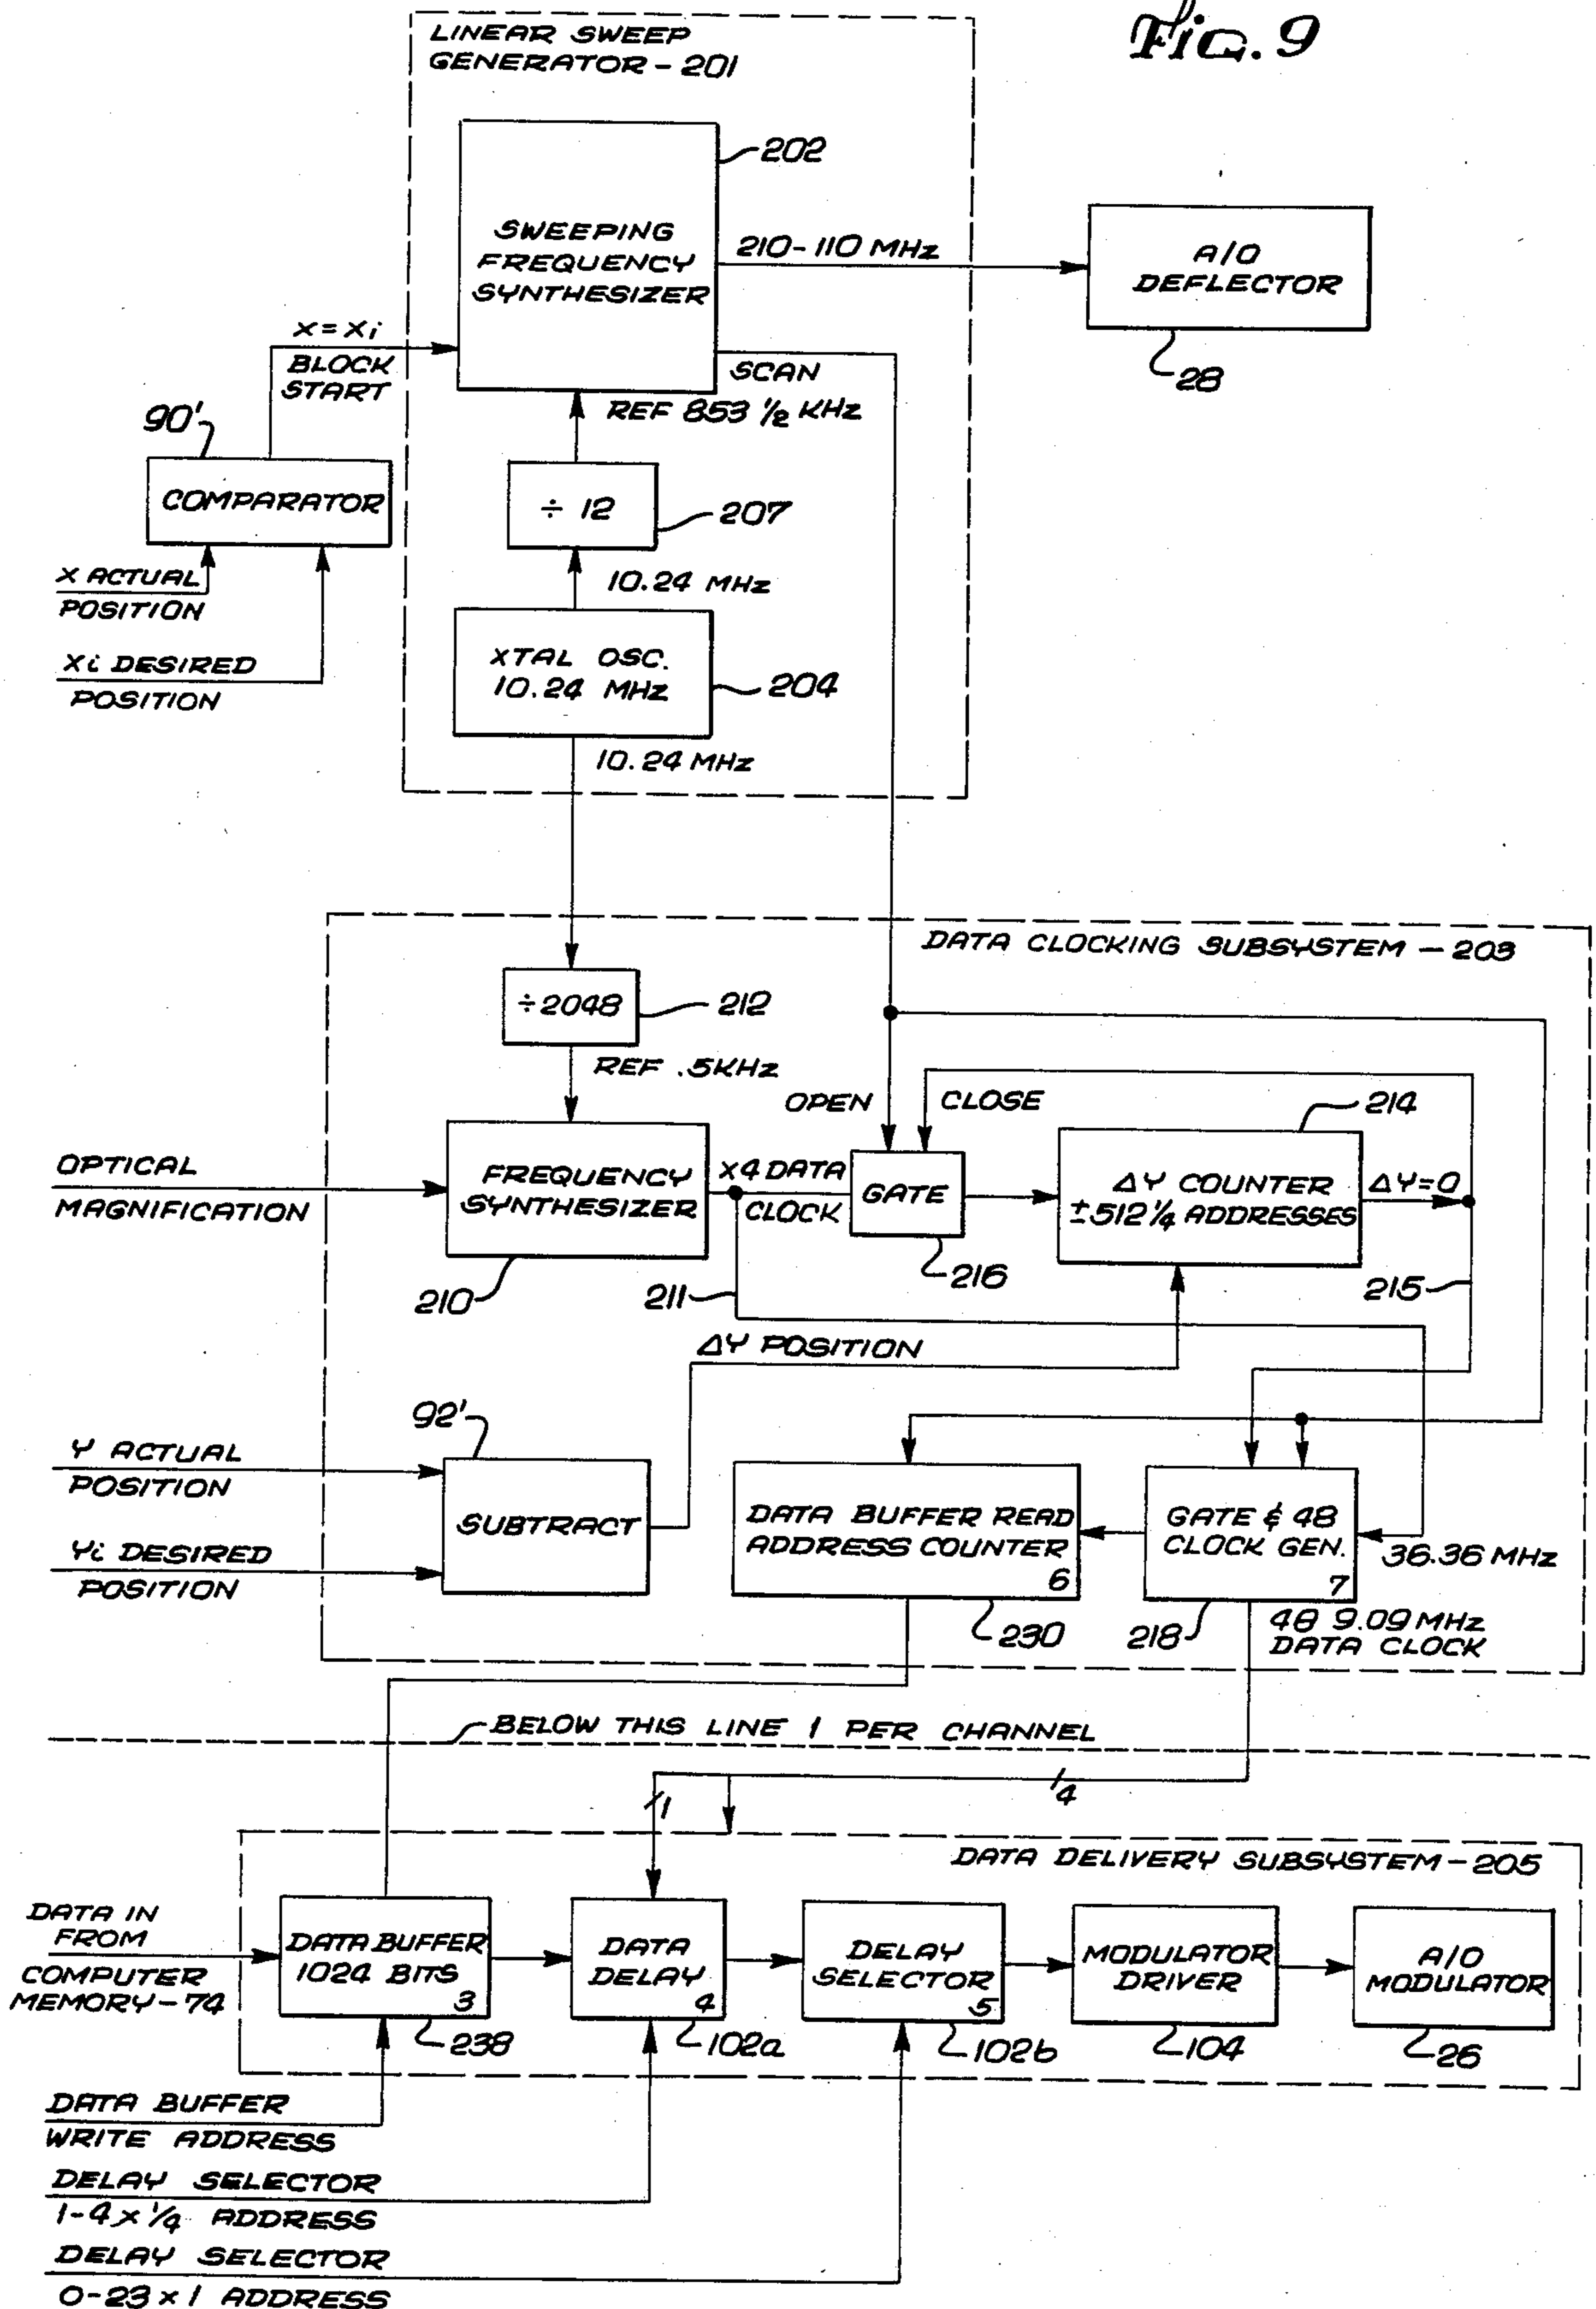 Fig. 9
LINEAR SWEEP
GENERATOR - 201
202
SWEEPING
FREQUENCY
SYNTHESIZER
210-110 MHz
A/O
DEFLECTOR
28
X = Xi
BLOCK
START
SCAN
REF 853 1/2 KHz
90'
COMPARATOR
÷ 12
207
X ACTUAL
POSITION
10.24 MHz
Xi DESIRED
POSITION
XTAL OSC.
10.24 MHz
204
10.24 MHz
DATA CLOCKING SUBSYSTEM - 203
÷ 2048
212
REF .5KHz
OPEN
CLOSE
214
OPTICAL
MAGNIFICATION
FREQUENCY
SYNTHESIZER
X4 DATA
CLOCK
GATE
ΔY COUNTER
±512 1/4 ADDRESSES
ΔY=0
210
211
216
215
ΔY POSITION
92'
Y ACTUAL
POSITION
SUBTRACT
DATA BUFFER READ
ADDRESS COUNTER
6
GATE & 4θ
CLOCK GEN.
7
36.36 MHz
Yi DESIRED
POSITION
230
218
4θ 9.09 MHz
DATA CLOCK
BELOW THIS LINE 1 PER CHANNEL
/1
/4
DATA DELIVERY SUBSYSTEM - 205
DATA IN
FROM
COMPUTER
MEMORY - 74
DATA BUFFER
1024 BITS
3
DATA
DELAY
4
DELAY
SELECTOR
5
MODULATOR
DRIVER
A/O
MODULATOR
238
102a
102b
104
26
DATA BUFFER
WRITE ADDRESS
DELAY SELECTOR
1-4 x 1/4 ADDRESS
DELAY SELECTOR
0-23 x 1 ADDRESS